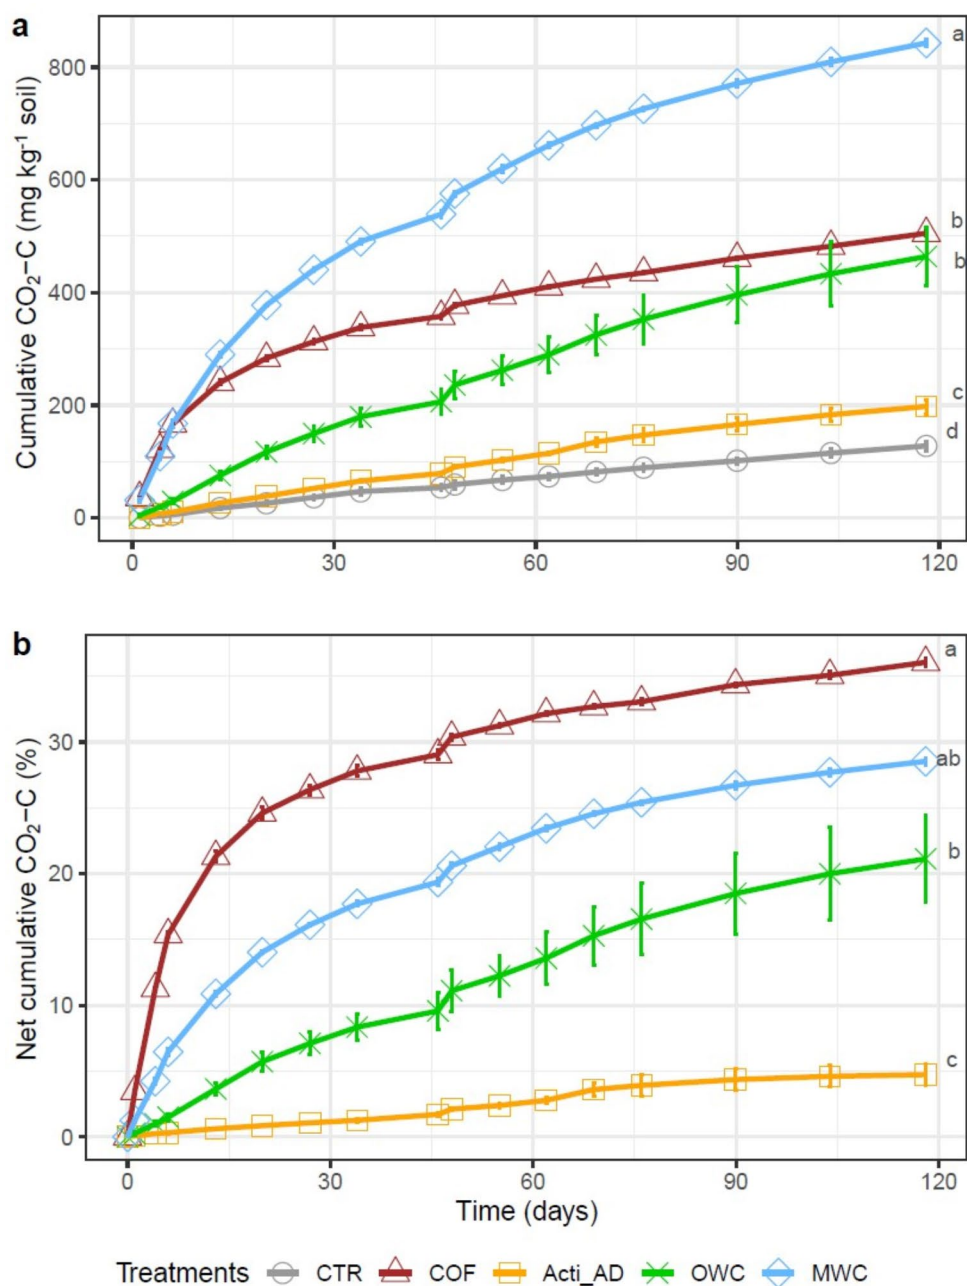 a
Cumulative CO₂−C (mg kg⁻¹ soil)
800
600
400
200
0
a
b
b
c
d
0 30 60 90 120
b
Net cumulative CO₂−C (%)
30
20
10
0
a
ab
b
c
0 30 60 90 120
Time (days)
Treatments CTR COF Acti_AD OWC MWC